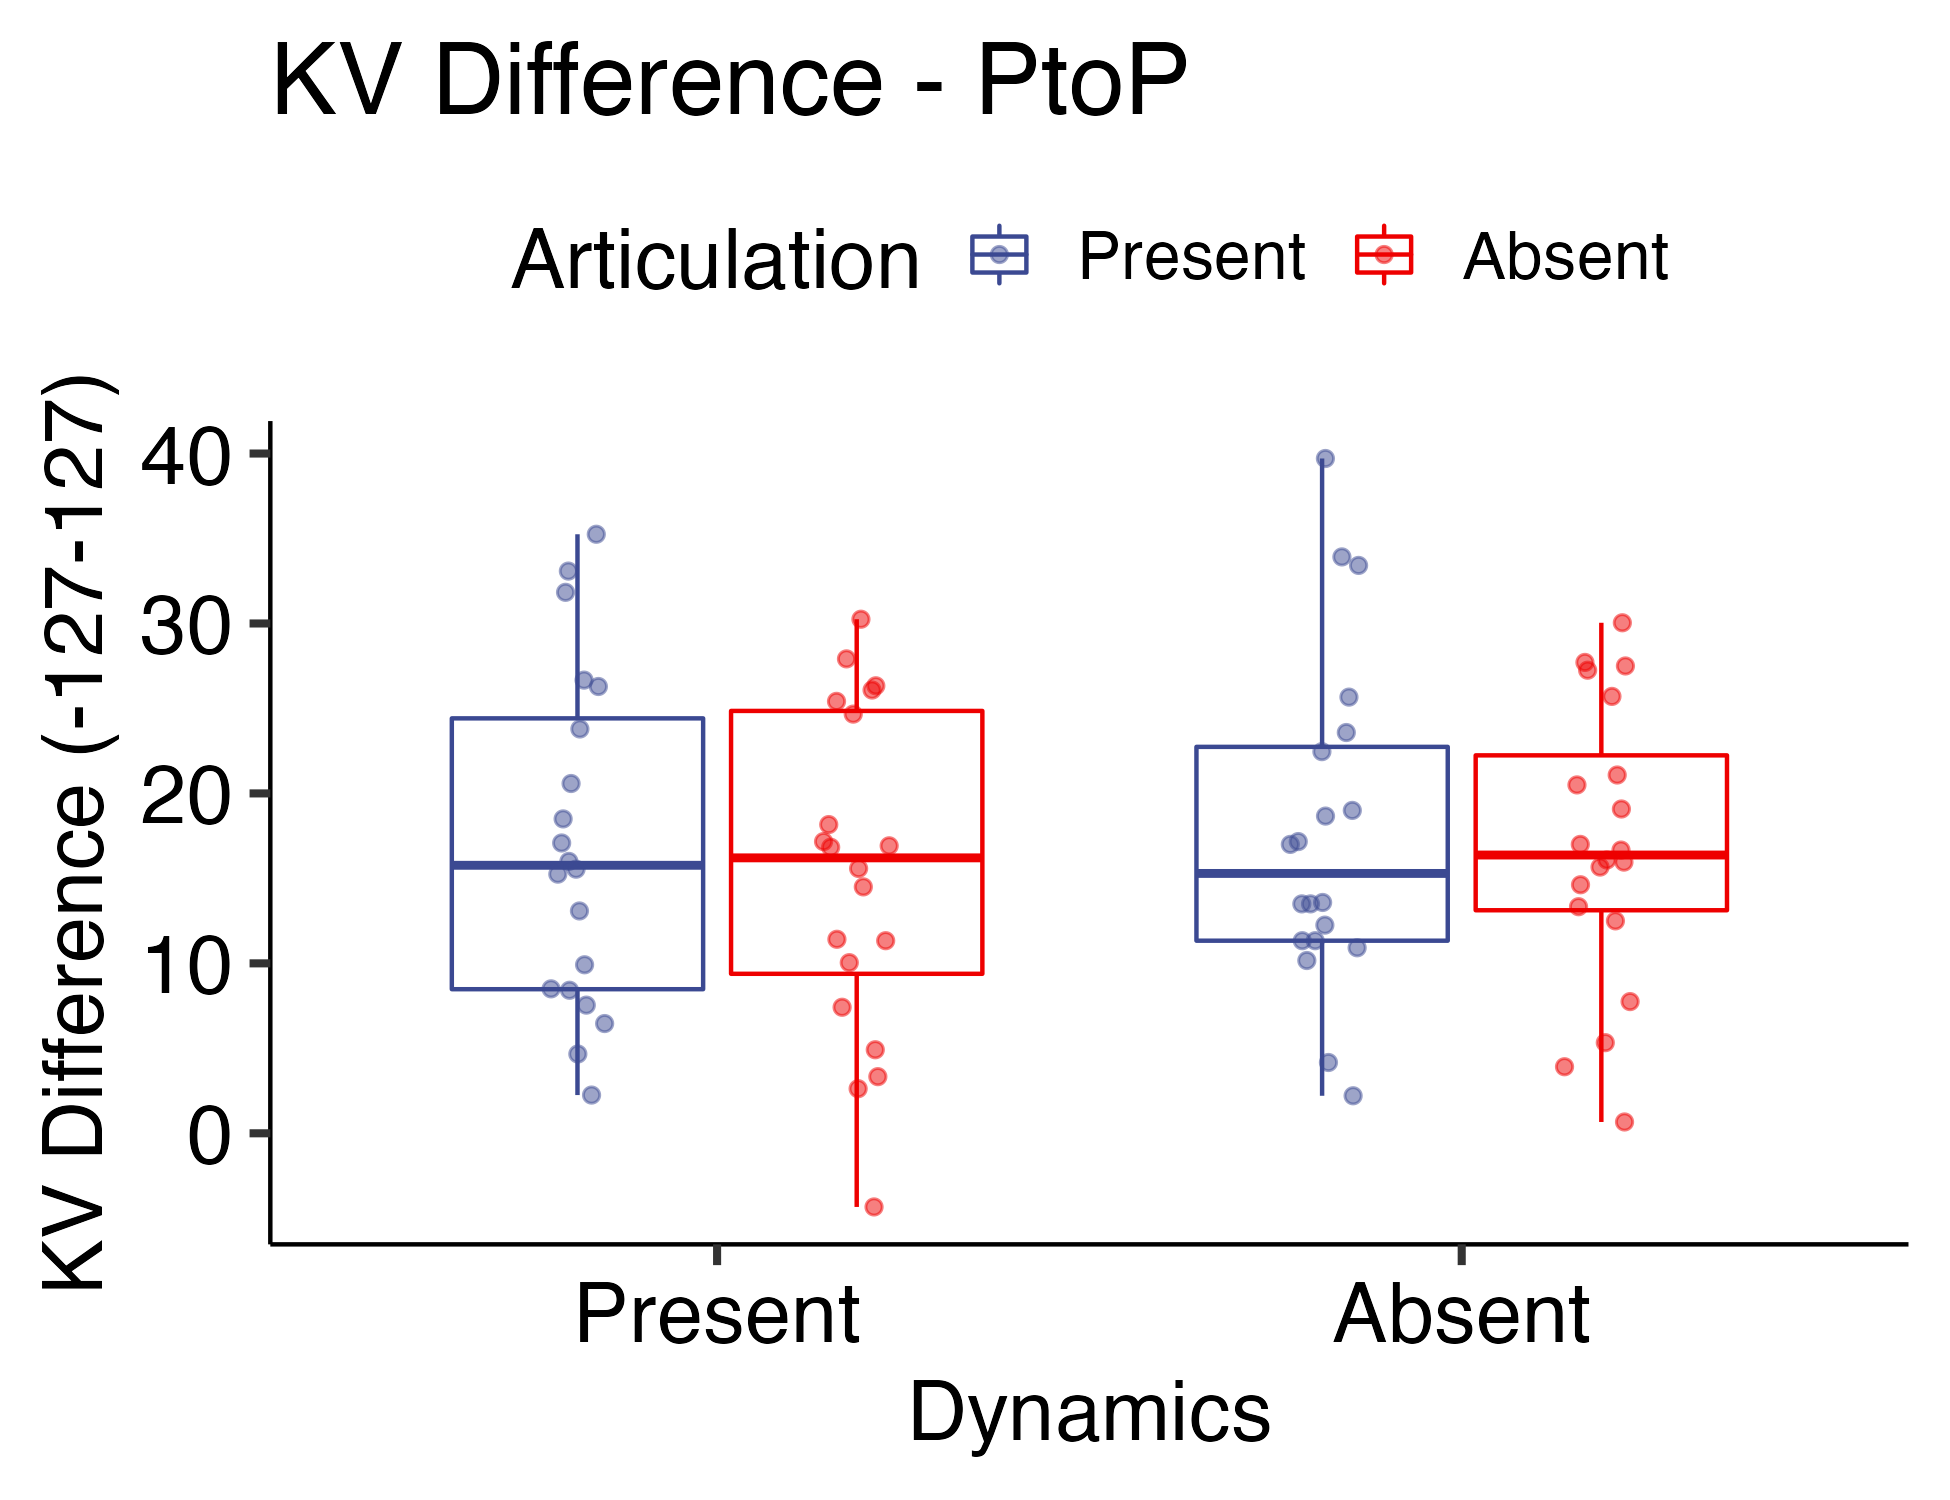 KV Difference - PtoP
Articulation Present Absent
KV Difference (-127-127)
40
30
20
10
0
Present Absent
Dynamics